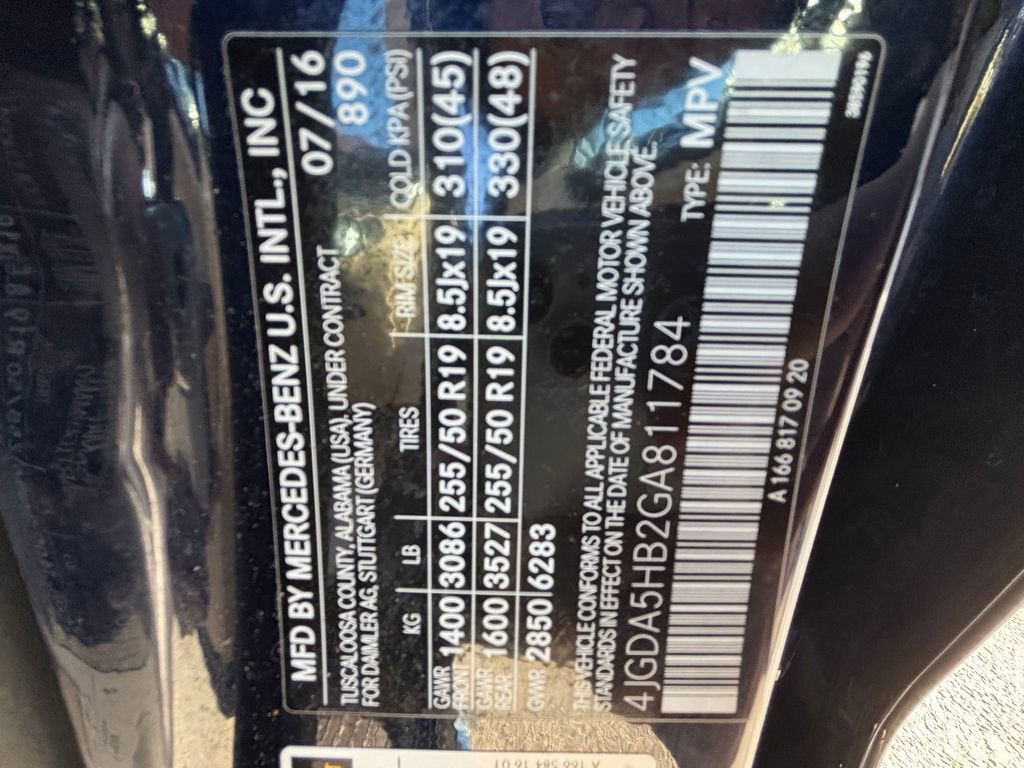 MFD BY MERCEDES-BENZ U.S. INTL., INC
TUSCALOOSA COUNTY, ALABAMA (USA), UNDER CONTRACT 07/16
FOR DAIMLER AG, STUTTGART (GERMANY) 890
KG LB TIRES RIM SIZE COLD KPA (PSI)
GAWR FRONT 1400 3086 255/50 R19 8.5Jx19 310(45)
GAWR REAR 1600 3527 255/50 R19 8.5Jx19 330(48)
GVWR 2850 6283
THIS VEHICLE CONFORMS TO ALL APPLICABLE FEDERAL MOTOR VEHICLE SAFETY
STANDARDS IN EFFECT ON THE DATE OF MANUFACTURE SHOWN ABOVE.
4JGDA5HB2GA811784 TYPE: MPV
A 166 817 09 20
A 166 584 16 01